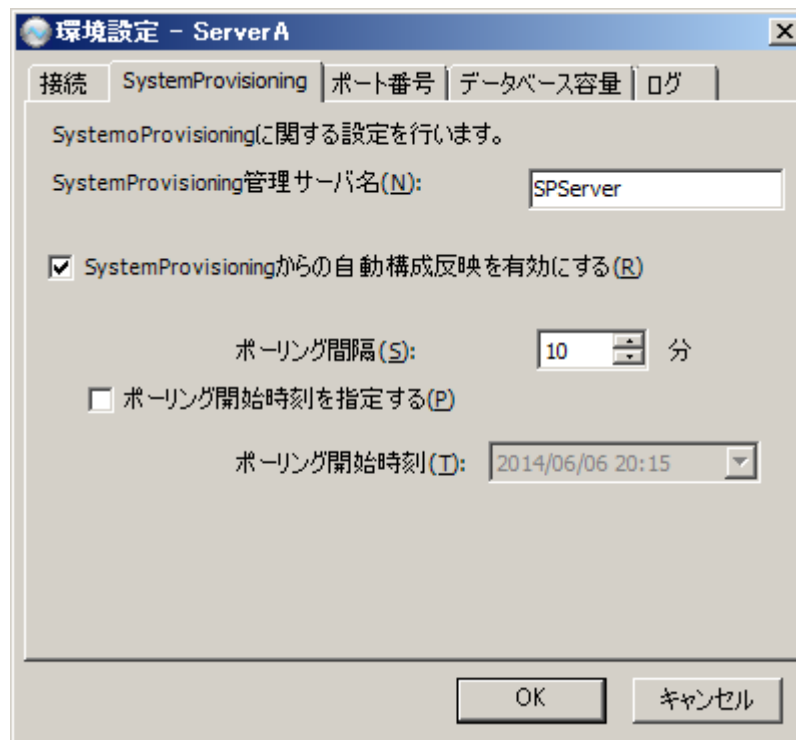 環境設定 - ServerA
接続 SystemProvisioning ポート番号 データベース容量 ログ
SystemoProvisioningに関する設定を行います。
SystemProvisioning管理サーバ名(N): SPServer
SystemProvisioningからの自動構成反映を有効にする(R)
ポーリング間隔(S): 10 分
ポーリング開始時刻を指定する(P)
ポーリング開始時刻(T): 2014/06/06 20:15
OK キャンセル